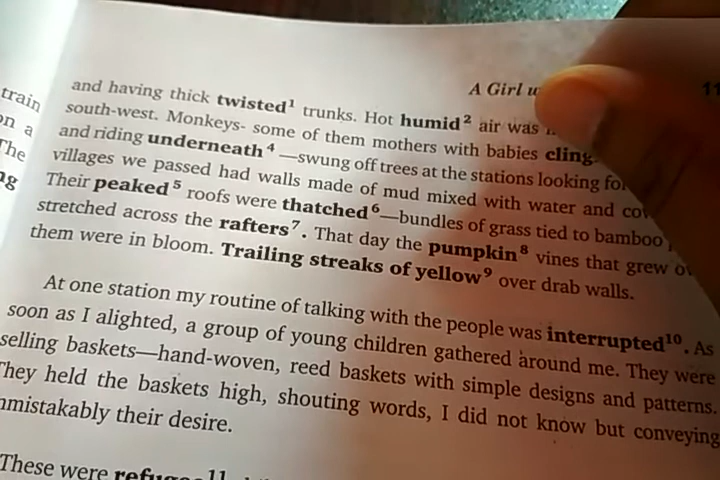 A Girl
11
train
and having thick twisted¹ trunks. Hot humid² air was
on a
south-west. Monkeys- some of them mothers with babies cling
The
and riding underneath⁴—swung off trees at the stations looking for
villages we passed had walls made of mud mixed with water and
Their peaked⁵ roofs were thatched⁶—bundles of grass tied to bamboo
stretched across the rafters⁷. That day the pumpkin⁸ vines that grew
them were in bloom. Trailing streaks of yellow⁹ over drab walls.
At one station my routine of talking with the people was interrupted¹⁰. As
soon as I alighted, a group of young children gathered around me. They were
selling baskets—hand-woven, reed baskets with simple designs and patterns.
They held the baskets high, shouting words, I did not know but conveying
nmistakably their desire.
These were